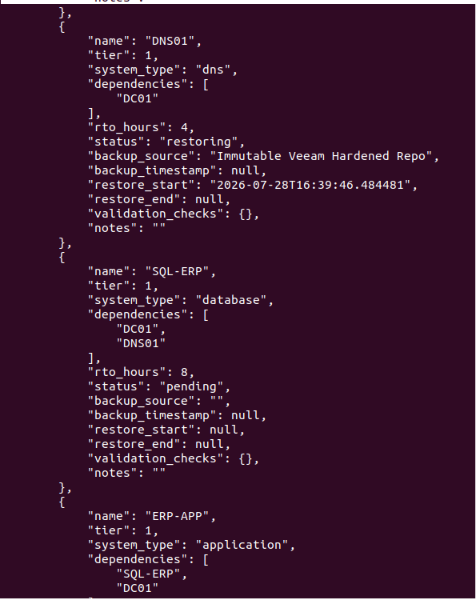 },
{
"name": "DNS01",
"tier": 1,
"system_type": "dns",
"dependencies": [
"DC01"
],
"rto_hours": 4,
"status": "restoring",
"backup_source": "Immutable Veeam Hardened Repo",
"backup_timestamp": null,
"restore_start": "2026-07-28T16:39:46.484481",
"restore_end": null,
"validation_checks": {},
"notes": ""
},
{
"name": "SQL-ERP",
"tier": 1,
"system_type": "database",
"dependencies": [
"DC01",
"DNS01"
],
"rto_hours": 8,
"status": "pending",
"backup_source": "",
"backup_timestamp": null,
"restore_start": null,
"restore_end": null,
"validation_checks": {},
"notes": ""
},
{
"name": "ERP-APP",
"tier": 1,
"system_type": "application",
"dependencies": [
"SQL-ERP",
"DC01"